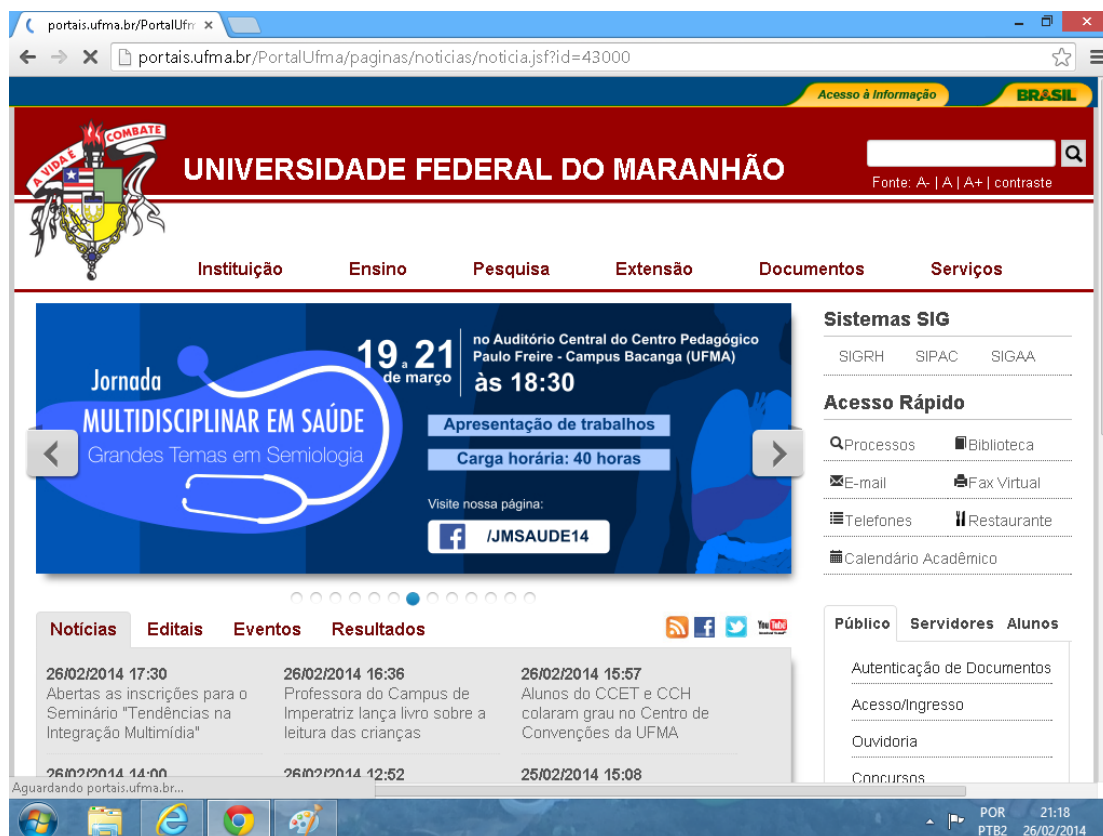 portais.ufma.br/PortalUfm
portais.ufma.br/PortalUfma/paginas/noticias/noticia.jsf?id=43000
Acesso à Informação
BRASIL
A VIDA É COMBATE
UNIVERSIDADE FEDERAL DO MARANHÃO
Fonte: A- | A | A+ | contraste
Instituição Ensino Pesquisa Extensão Documentos Serviços
Jornada
MULTIDISCIPLINAR EM SAÚDE
Grandes Temas em Semiologia
19 a 21
de março
no Auditório Central do Centro Pedagógico
Paulo Freire - Campus Bacanga (UFMA)
às 18:30
Apresentação de trabalhos
Carga horária: 40 horas
Visite nossa página:
/JMSAUDE14
Sistemas SIG
SIGRH SIPAC SIGAA
Acesso Rápido
Processos Biblioteca
E-mail Fax Virtual
Telefones Restaurante
Calendário Acadêmico
Notícias Editais Eventos Resultados
You Tube
26/02/2014 17:30
Abertas as inscrições para o
Seminário "Tendências na
Integração Multimídia"
26/02/2014 16:36
Professora do Campus de
Imperatriz lança livro sobre a
leitura das crianças
26/02/2014 15:57
Alunos do CCET e CCH
colaram grau no Centro de
Convenções da UFMA
26/02/2014 14:00
26/02/2014 12:52
25/02/2014 15:08
Público Servidores Alunos
Autenticação de Documentos
Acesso/Ingresso
Ouvidoria
Concursos
Aguardando portais.ufma.br...
POR 21:18
PTB2 26/02/2014